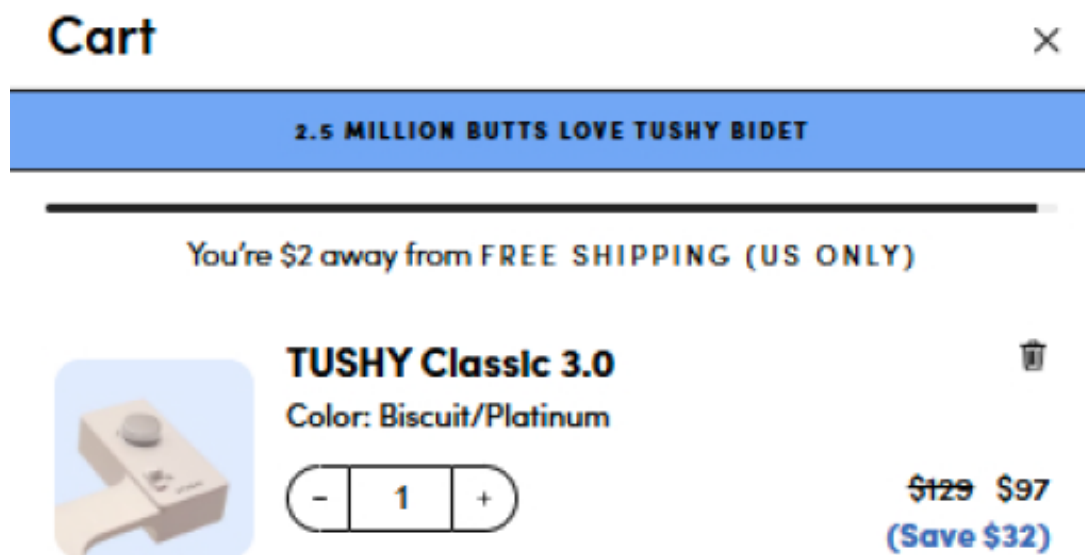 Cart
2.5 MILLION BUTTS LOVE TUSHY BIDET
You're $2 away from FREE SHIPPING (US ONLY)
TUSHY Classic 3.0
Color: Biscuit/Platinum
- 1 +
$129 $97
(Save $32)